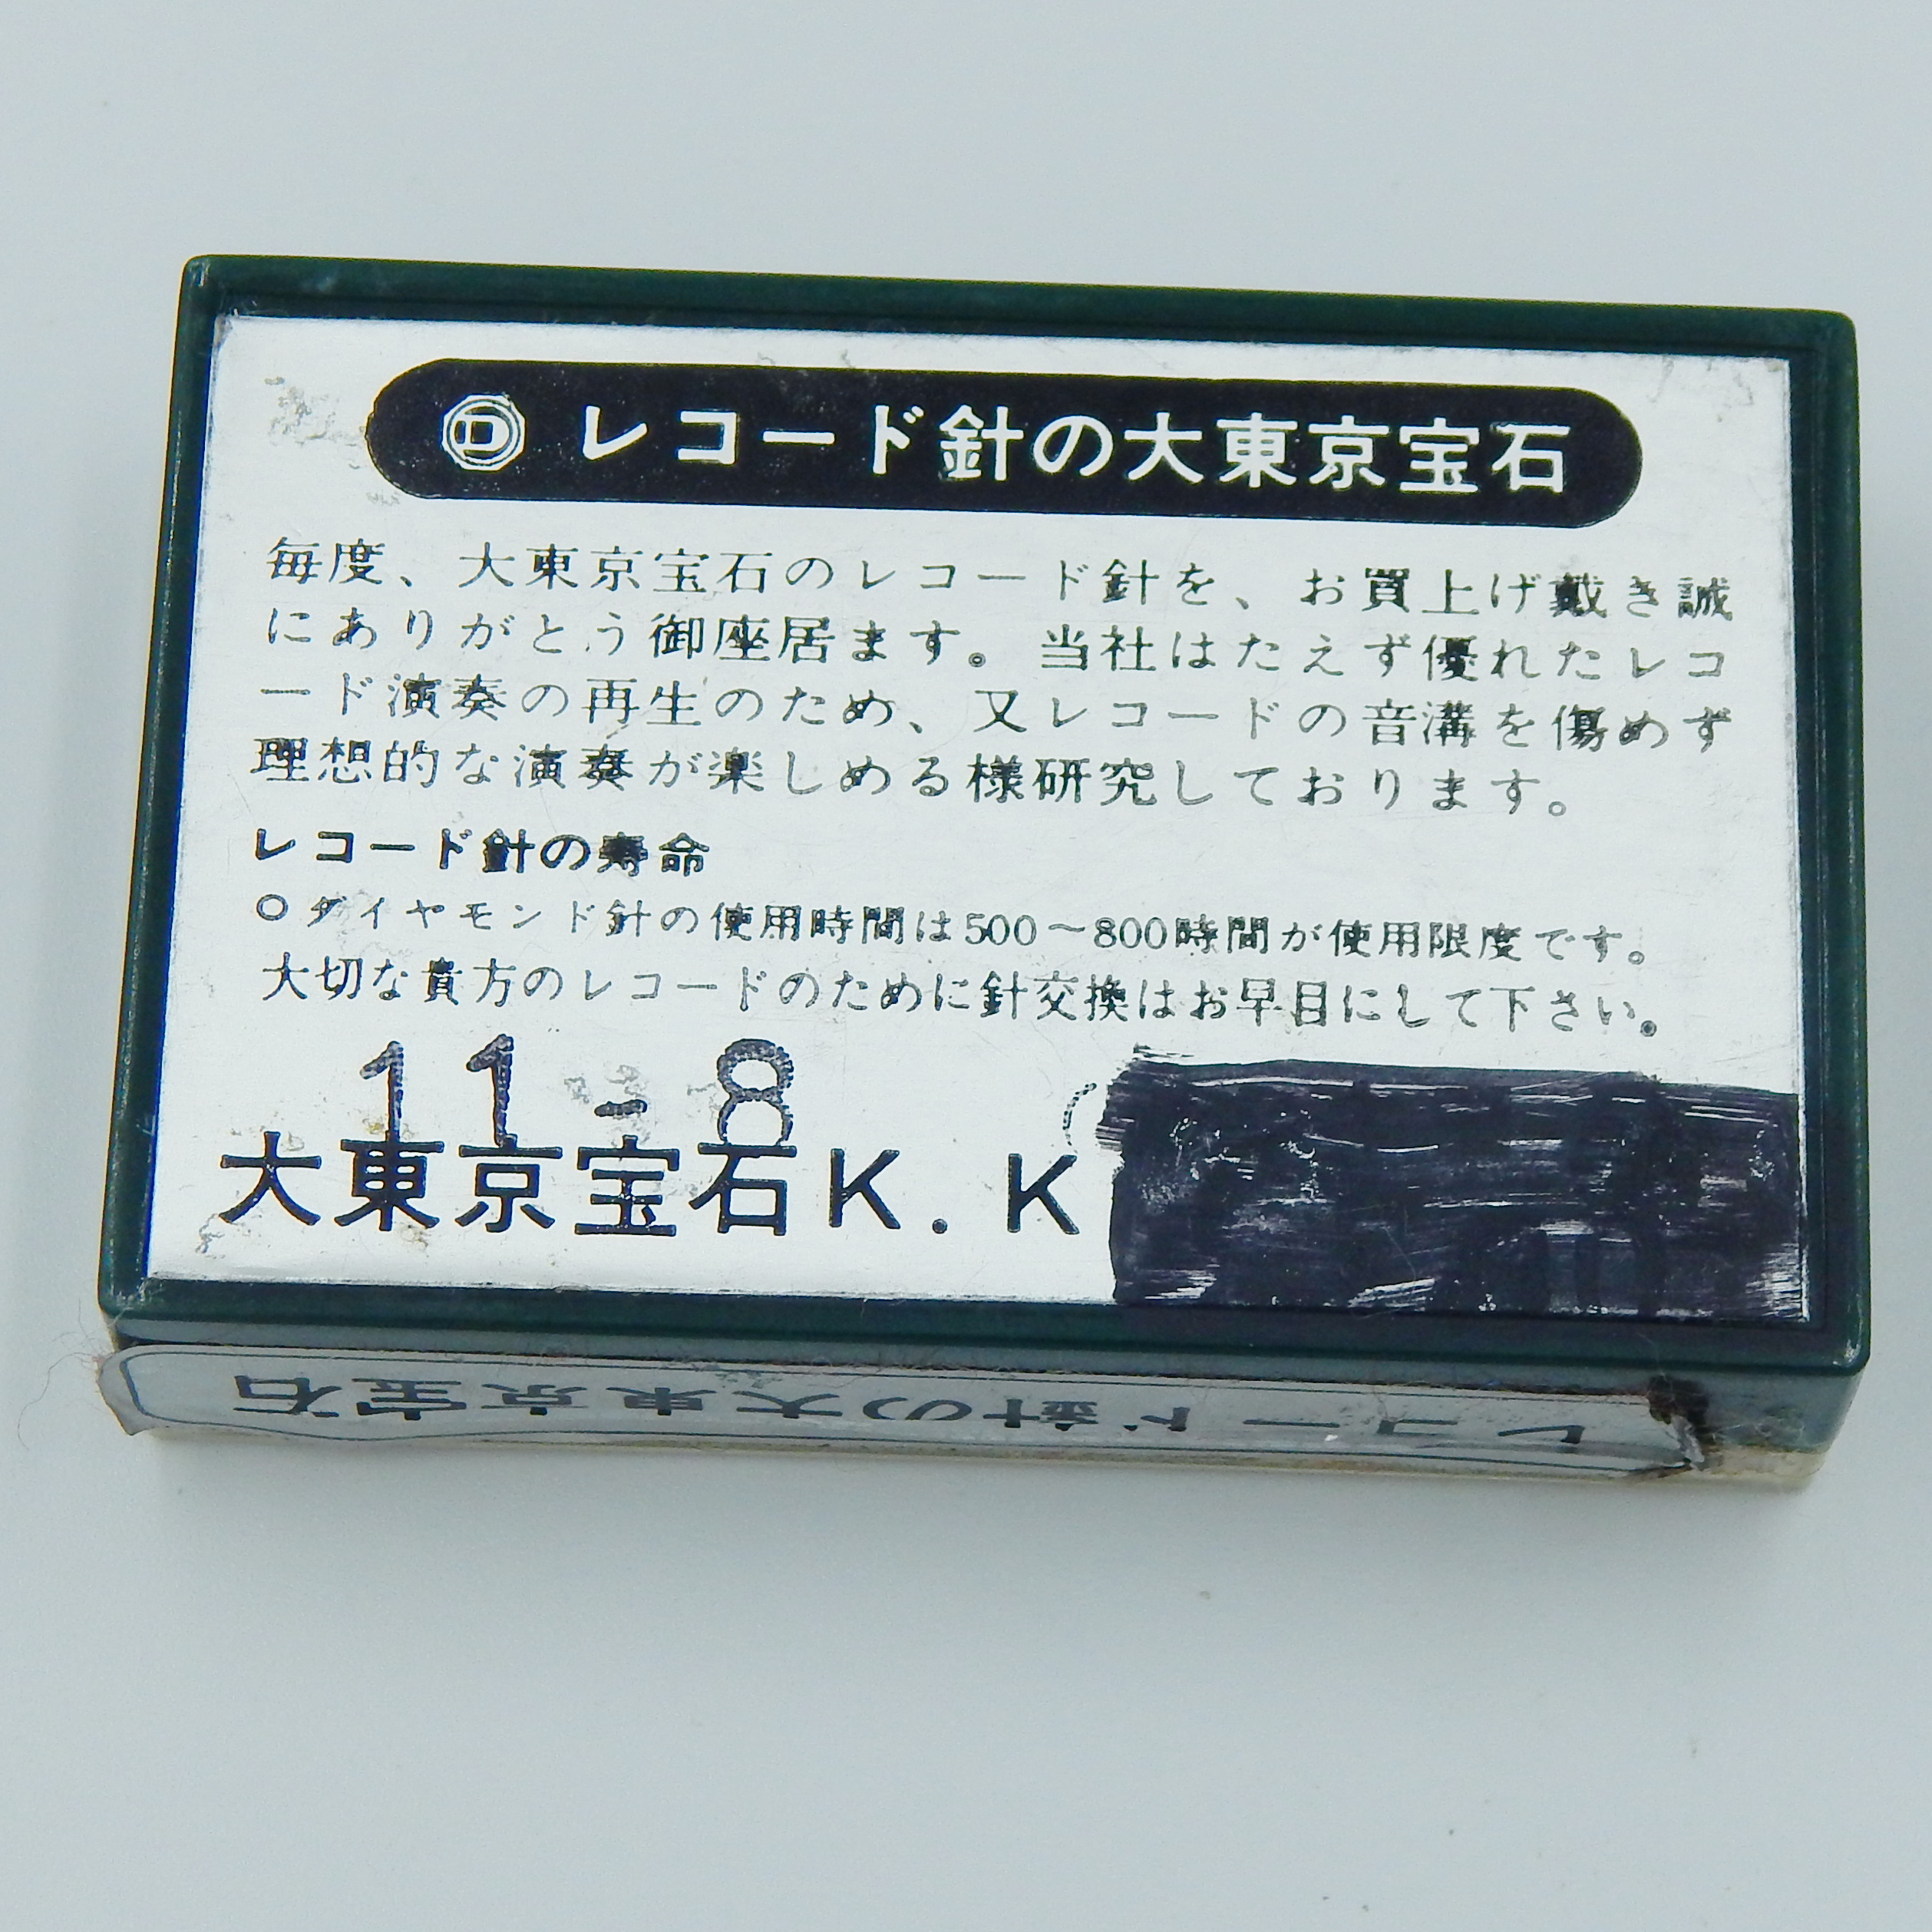 レコード針の大東京宝石
毎度、大東京宝石のレコード針を、お買上げ戴き誠
にありがとう御座居ます。当社はたえず優れたレコ
ード演奏の再生のため、又レコードの音溝を傷めず
理想的な演奏が楽しめる様研究しております。
レコード針の寿命
○ダイヤモンド針の使用時間は500～800時間が使用限度です。
大切な貴方のレコードのために針交換はお早目にして下さい。
11-8
大東京宝石K.K
レコード針の大東京宝石